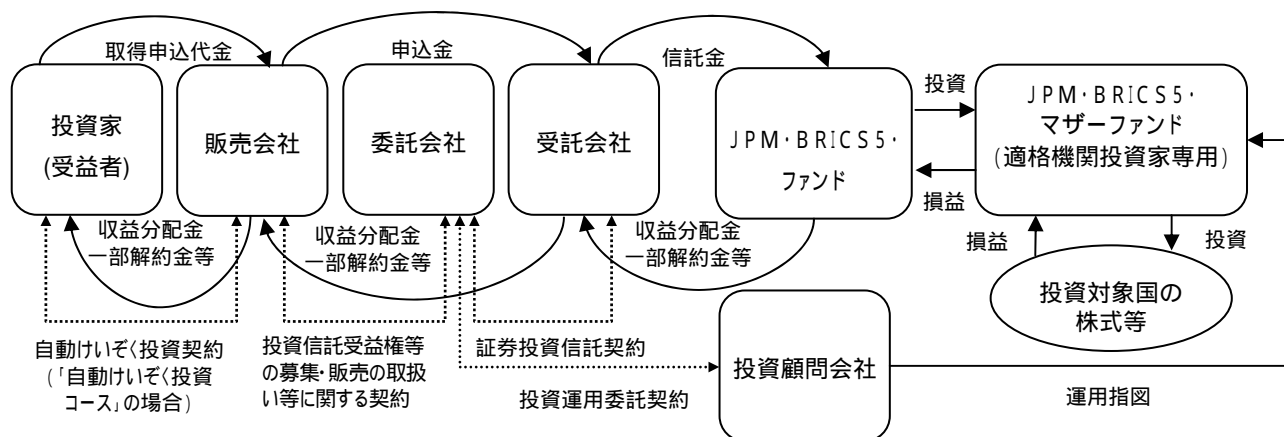 取得申込代金
申込金
信託金
投資家
(受益者)
販売会社
委託会社
受託会社
JPM・BRICS5・
ファンド
投資
損益
JPM・BRICS5・
マザーファンド
(適格機関投資家専用)
収益分配金
一部解約金等
収益分配金
一部解約金等
収益分配金
一部解約金等
損益
投資
投資対象国の
株式等
自動けいぞく投資契約
(「自動けいぞく投資
コース」の場合)
投資信託受益権等
の募集・販売の取扱
い等に関する契約
証券投資信託契約
投資運用委託契約
投資顧問会社
運用指図